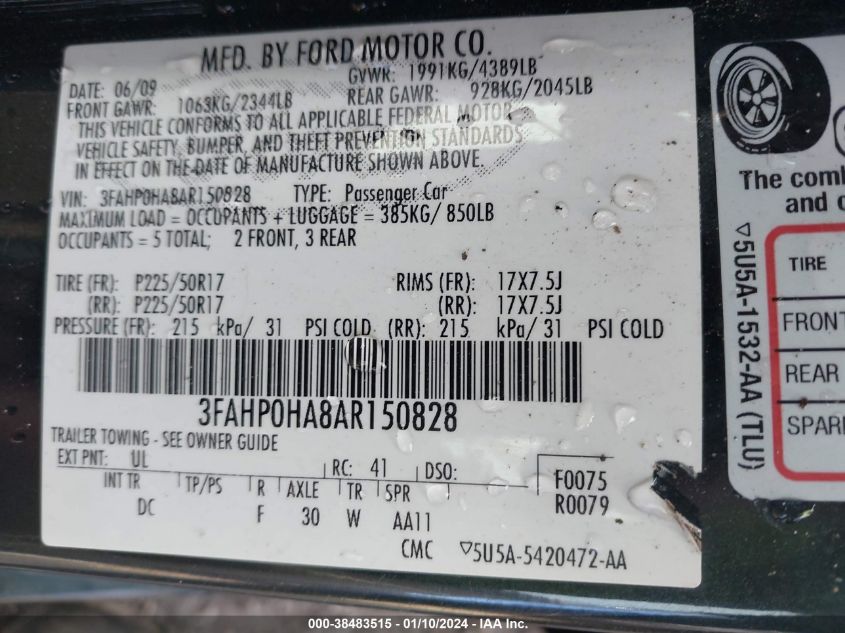 MFD. BY FORD MOTOR CO.
DATE: 06/09 GVWR: 1991KG/4389LB
FRONT GAWR: 1063KG/2344LB REAR GAWR: 928KG/2045LB
THIS VEHICLE CONFORMS TO ALL APPLICABLE FEDERAL MOTOR
VEHICLE SAFETY, BUMPER, AND THEFT PREVENTION STANDARDS
IN EFFECT ON THE DATE OF MANUFACTURE SHOWN ABOVE.
VIN: 3FAHP0HA8AR150828 TYPE: Passenger Car
MAXIMUM LOAD = OCCUPANTS + LUGGAGE = 385KG/ 850LB
OCCUPANTS = 5 TOTAL; 2 FRONT, 3 REAR
TIRE (FR): P225/50R17 RIMS (FR): 17X7.5J
(RR): P225/50R17 (RR): 17X7.5J
PRESSURE (FR): 215 kPa/ 31 PSI COLD (RR): 215 kPa/ 31 PSI COLD
3FAHP0HA8AR150828
TRAILER TOWING - SEE OWNER GUIDE
EXT PNT: UL RC: 41 DSO: F0075
INT TR TP/PS R AXLE TR SPR R0079
DC F 30 W AA11
CMC ▽5U5A-5420472-AA
The comb
and c
▽5U5A-1532-AA (TLU)
TIRE
FRONT
REAR
SPAR
000-38483515 - 01/10/2024 - IAAI.com